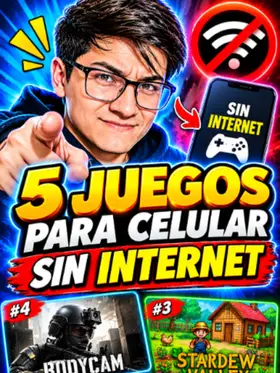 SIN
INTERNET
5 JUEGOS
PARA CELULAR
SIN INTERNET
#4
BODYCAM
#3
STARDEW
VALLEY